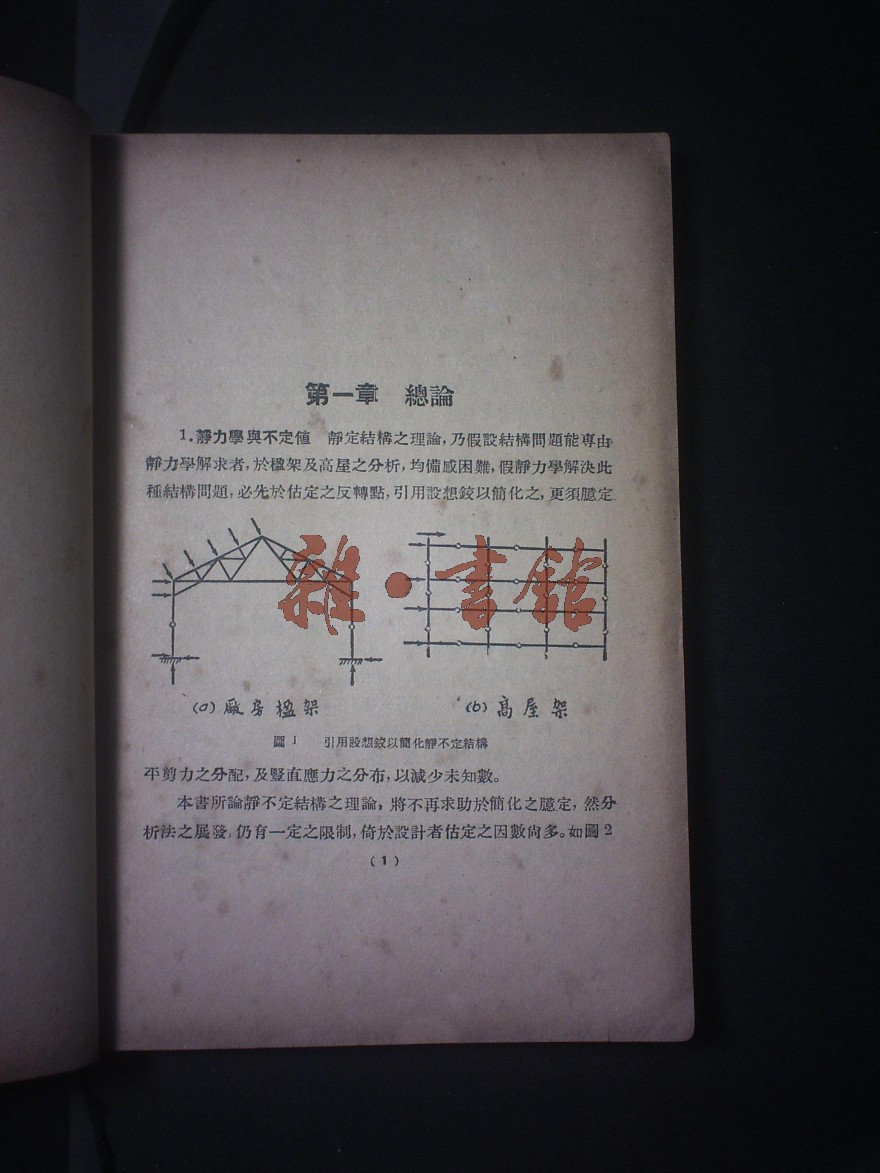 第一章 總論
1.靜力學與不定値 靜定結構之理論，乃假設結構問題能專由
靜力學解求者，於楹架及高屋之分析，均備感困難，假靜力學解決此
種結構問題，必先於估定之反轉點，引用設想鉸以簡化之，更須臆定
雜·書館
(a) 廠房楹架
(b) 高屋架
圖 1 引用設想鉸以簡化靜不定結構
平剪力之分配，及豎直應力之分布，以減少未知數。
本書所論靜不定結構之理論，將不再求助於簡化之臆定，然分
析法之展發，仍有一定之限制，倚於設計者估定之因數尙多。如圖 2
(1)